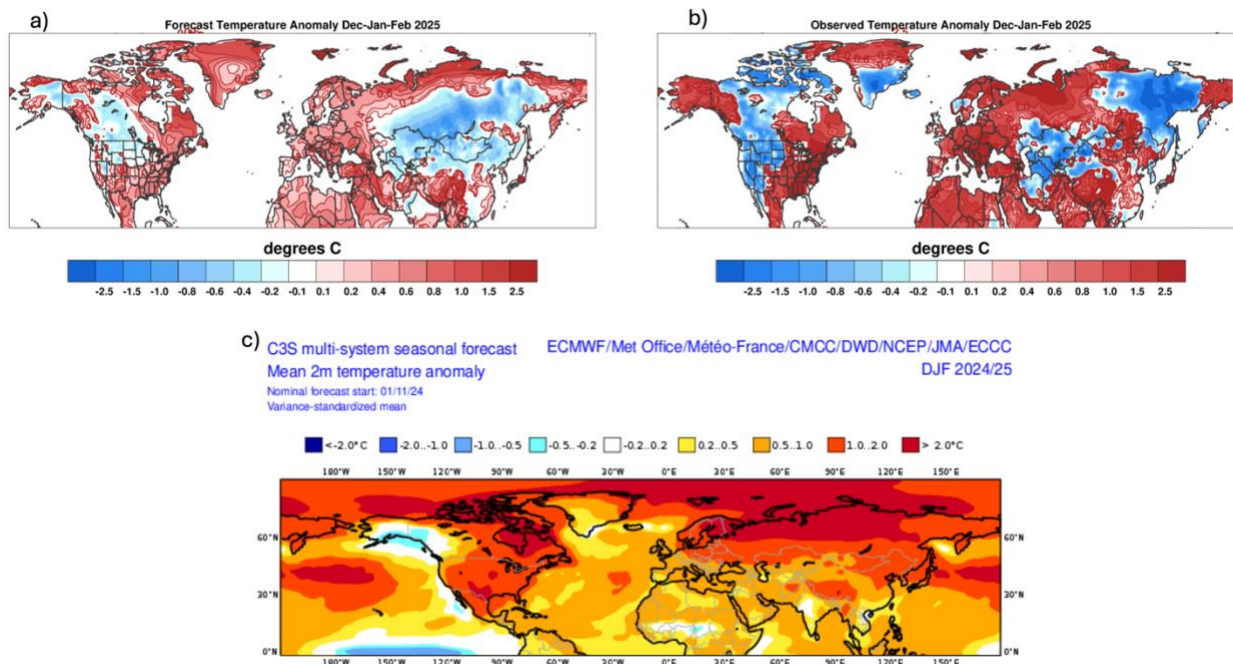 a)
Forecast Temperature Anomaly Dec-Jan-Feb 2025
degrees C
-2.5 -1.5 -1.0 -0.8 -0.6 -0.4 -0.2 -0.1 0.1 0.2 0.4 0.6 1.0 1.5 2.5
b)
Observed Temperature Anomaly Dec-Jan-Feb 2025
degrees C
-2.5 -1.5 -1.0 -0.8 -0.6 -0.4 -0.2 -0.1 0.1 0.2 0.4 0.6 1.0 1.5 2.5
c)
C3S multi-system seasonal forecast ECMWF/Met Office/Météo-France/CMCC/DWD/NCEP/JMA/ECCC
Mean 2m temperature anomaly DJF 2024/25
Nominal forecast start: 01/11/24
Variance-standardized mean
<-2.0°C -2.0..-1.0 -1.0..-0.5 -0.5..-0.2 -0.2..0.2 0.2..0.5 0.5..1.0 1.0..2.0 > 2.0°C
180°W 150°W 120°W 90°W 60°W 30°W 0°E 30°E 60°E 90°E 120°E 150°E
60°N 60°N
30°N 30°N
0°N 0°N
180°W 150°W 120°W 90°W 60°W 30°W 0°E 30°E 60°E 90°E 120°E 150°E